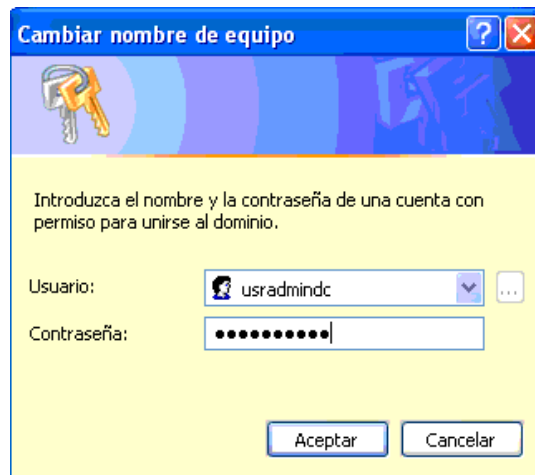 Cambiar nombre de equipo
Introduzca el nombre y la contraseña de una cuenta con
permiso para unirse al dominio.
Usuario: usradmindc ...
Contraseña: ●●●●●●●●●●
Aceptar Cancelar